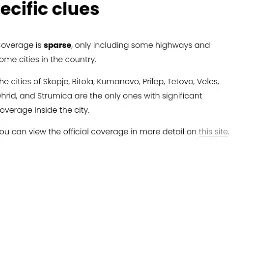 ecific clues
overage is sparse, only including some highways and
ome cities in the country.
he cities of Skopje, Bitola, Kumanovo, Prilep, Tetovo, Veles,
hrid, and Strumica are the only ones with significant
overage inside the city.
ou can view the official coverage in more detail on this site.